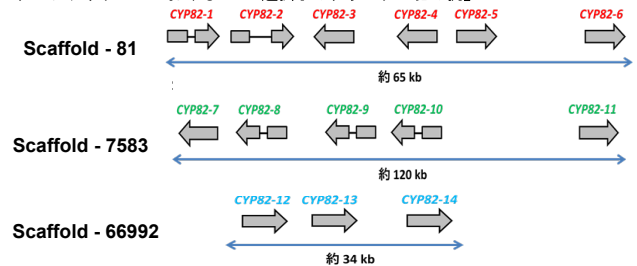 CYP82-1 CYP82-2 CYP82-3 CYP82-4 CYP82-5 CYP82-6
Scaffold - 81
約 65 kb
CYP82-7 CYP82-8 CYP82-9 CYP82-10 CYP82-11
Scaffold - 7583
約 120 kb
CYP82-12 CYP82-13 CYP82-14
Scaffold - 66992
約 34 kb